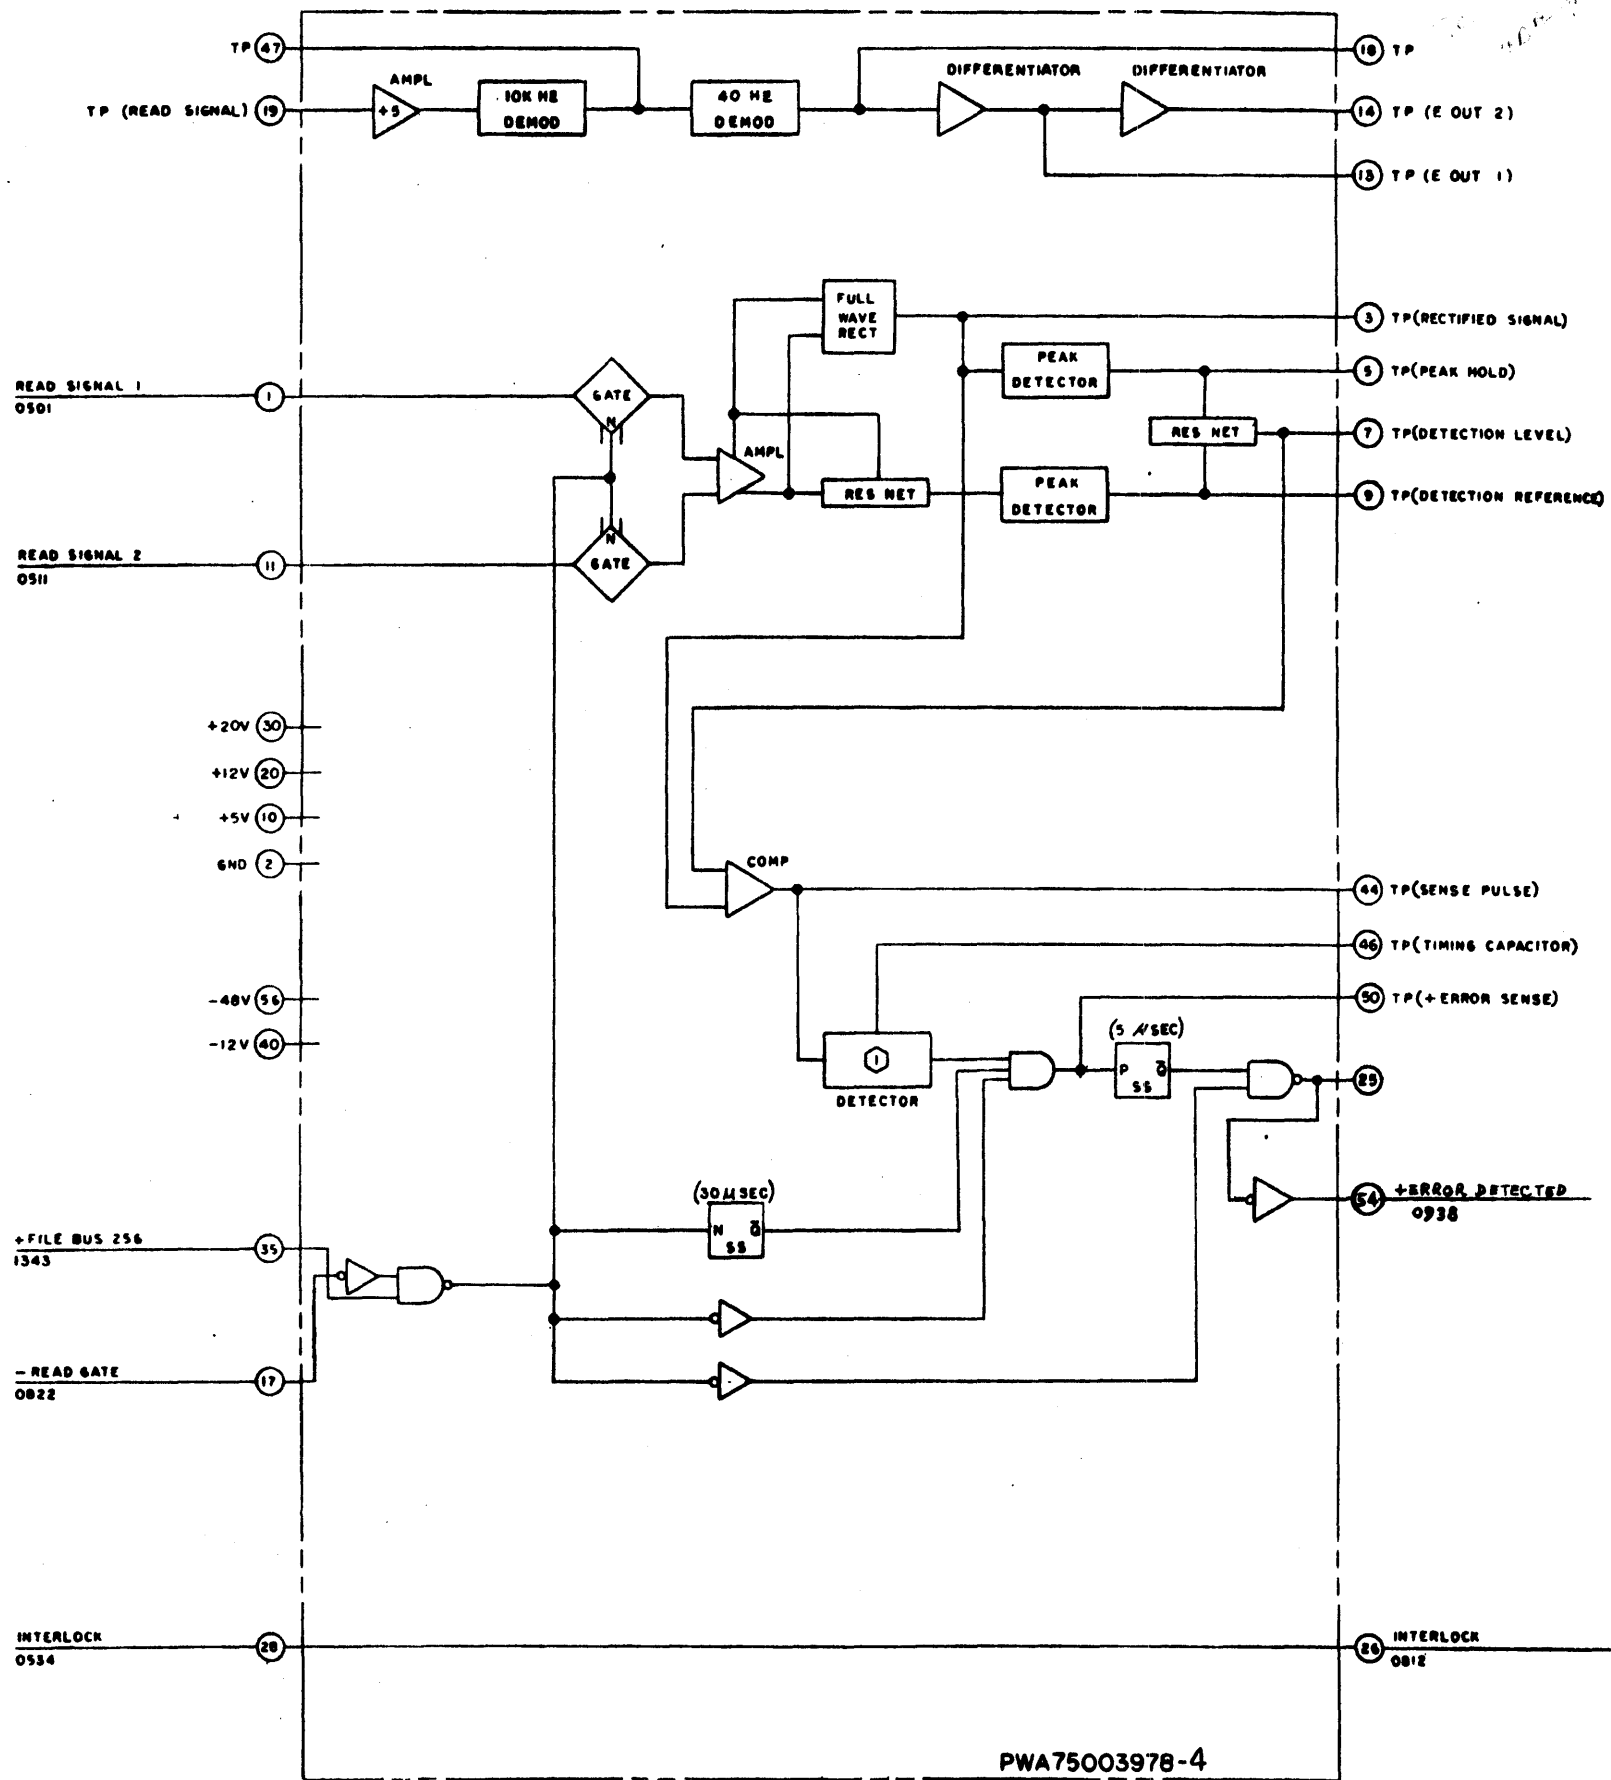 TP 47
18 TP
AMPL
DIFFERENTIATOR DIFFERENTIATOR
TP (READ SIGNAL) 19
+5
10K HE
DEMOD
40 HE
DEMOD
14 TP (E OUT 2)
13 TP (E OUT 1)
FULL
WAVE
RECT
3 TP(RECTIFIED SIGNAL)
PEAK
DETECTOR
5 TP(PEAK HOLD)
READ SIGNAL 1
0501
1
GATE
N
RES NET
7 TP(DETECTION LEVEL)
AMPL
RES NET
PEAK
DETECTOR
9 TP(DETECTION REFERENCE)
READ SIGNAL 2
0511
11
N
GATE
+20V 30
+12V 20
+5V 10
GND 2
COMP
44 TP(SENSE PULSE)
46 TP(TIMING CAPACITOR)
-48V 56
50 TP(+ERROR SENSE)
-12V 40
1
DETECTOR
(5 µSEC)
P Q̅
SS
25
(30µSEC)
N Q̅
SS
54 +ERROR DETECTED
0938
+FILE BUS 256
1343
35
-READ GATE
0822
17
INTERLOCK
0534
28
26 INTERLOCK
0812
PWA75003978-4